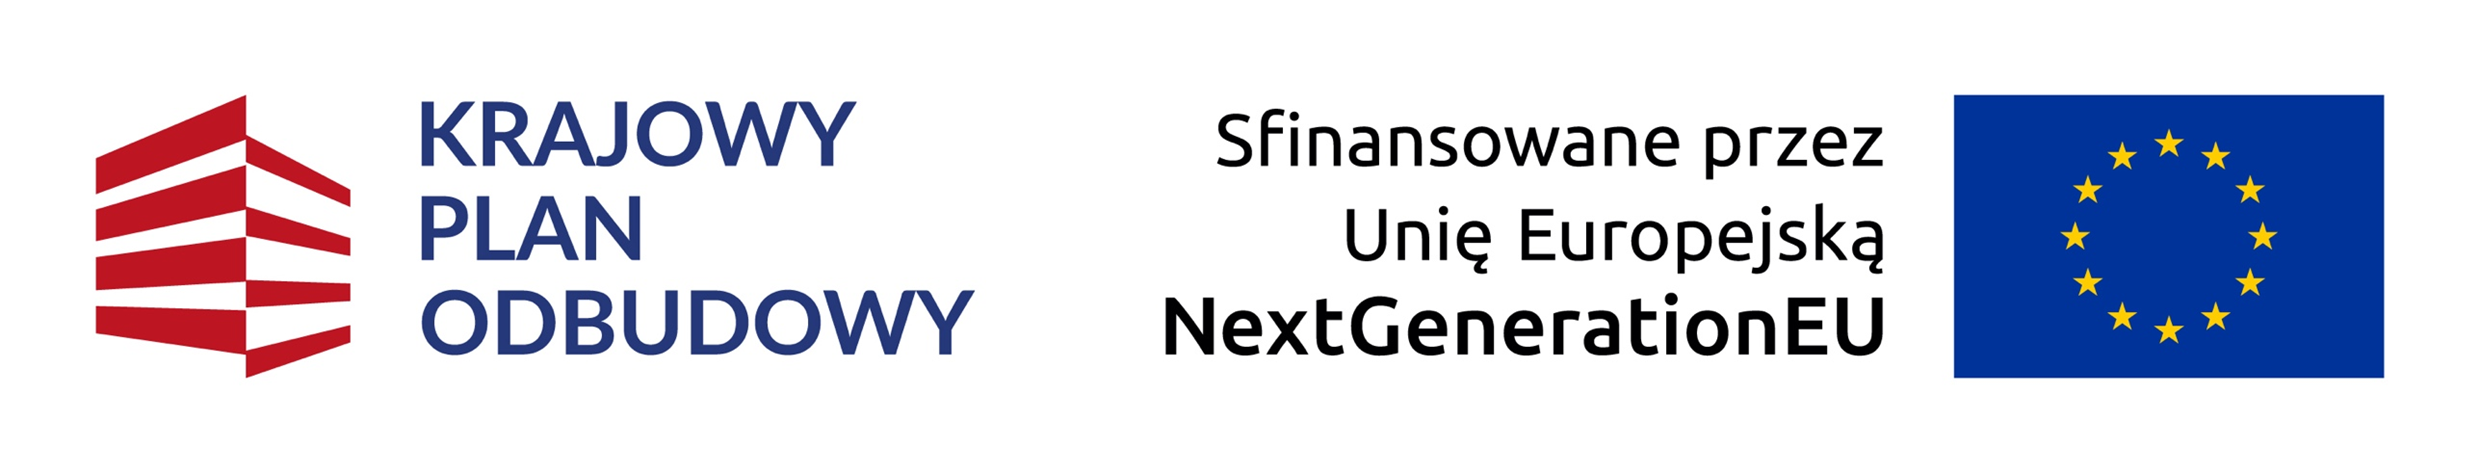 KRAJOWY
PLAN
ODBUDOWY
Sfinansowane przez
Unię Europejską
NextGenerationEU